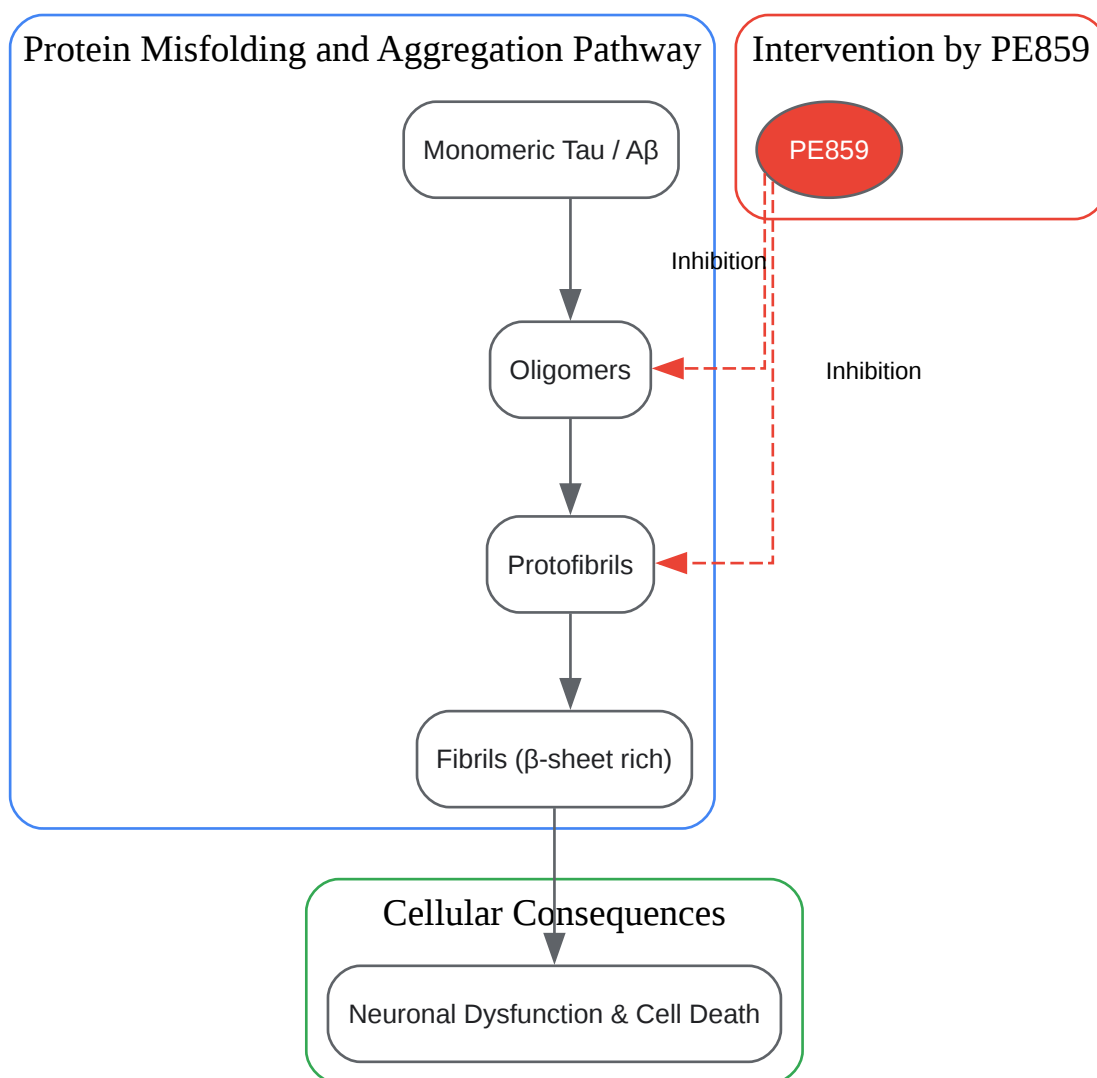 Protein Misfolding and Aggregation Pathway
Intervention by PE859
Monomeric Tau / Aβ
PE859
Inhibition
Oligomers
Inhibition
Protofibrils
Fibrils (β-sheet rich)
Cellular Consequences
Neuronal Dysfunction & Cell Death